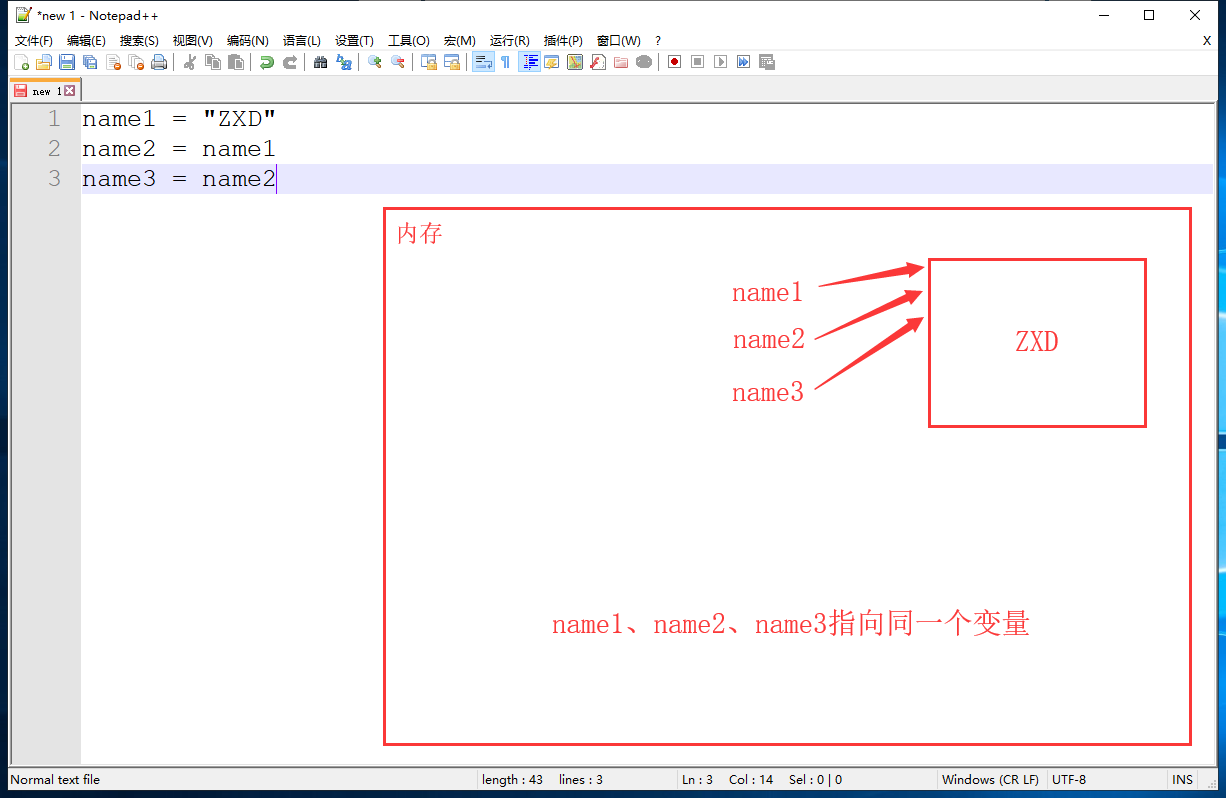 *new 1 - Notepad++
文件(F) 编辑(E) 搜索(S) 视图(V) 编码(N) 语言(L) 设置(T) 工具(O) 宏(M) 运行(R) 插件(P) 窗口(W) ? X
new 1
1 name1 = "ZXD"
2 name2 = name1
3 name3 = name2
内存
name1
name2
ZXD
name3
name1、name2、name3指向同一个变量
Normal text file length : 43 lines : 3 Ln : 3 Col : 14 Sel : 0 | 0 Windows (CR LF) UTF-8 INS